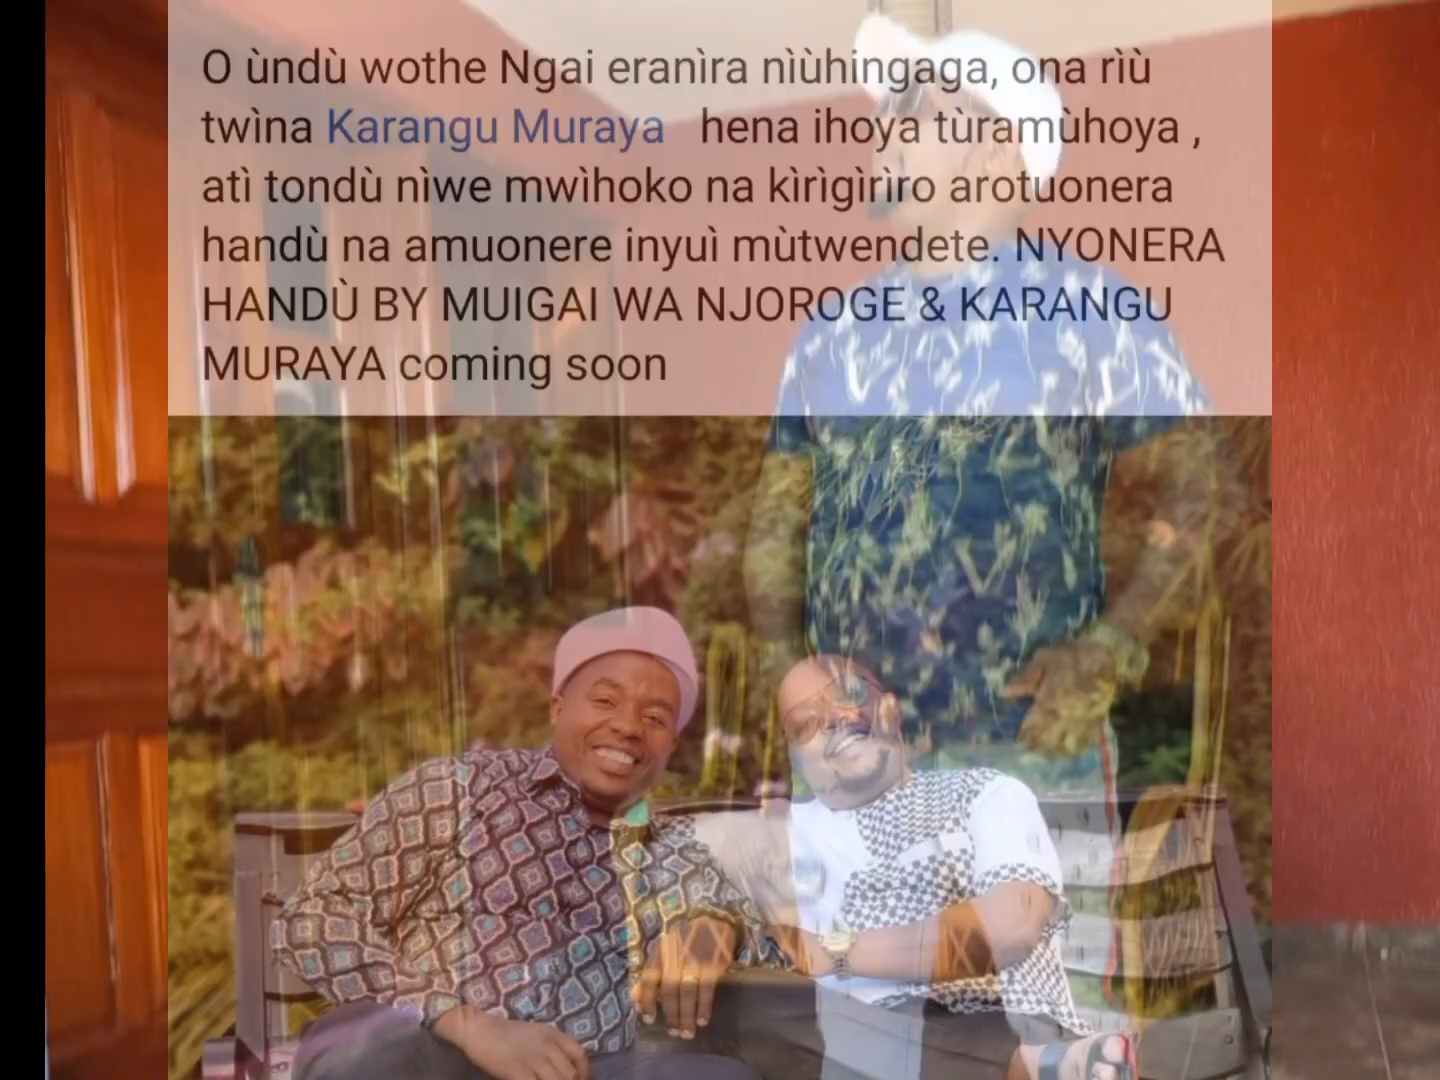 O ùndù wothe Ngai eranìra nìùhingaga, ona rìù
twìna Karangu Muraya hena ihoya tùramùhoya ,
atì tondù nìwe mwìhoko na kìrìgìrìro arotuonera
handù na amuonere inyuì mùtwendete. NYONERA
HANDÙ BY MUIGAI WA NJOROGE & KARANGU
MURAYA coming soon